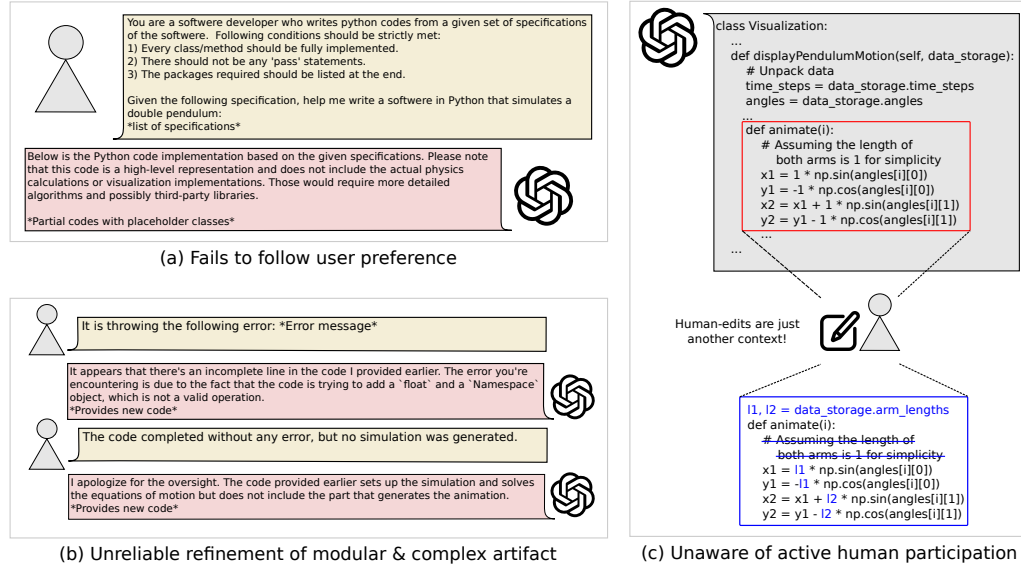 You are a softwere developer who writes python codes from a given set of specifications
of the softwere.  Following conditions should be strictly met:
1) Every class/method should be fully implemented.
2) There should not be any 'pass' statements.
3) The packages required should be listed at the end.
Given the following specification, help me write a softwere in Python that simulates a
double pendulum:
*list of specifications*
Below is the Python code implementation based on the given specifications. Please note
that this code is a high-level representation and does not include the actual physics
calculations or visualization implementations. Those would require more detailed
algorithms and possibly third-party libraries.
*Partial codes with placeholder classes*
(a) Fails to follow user preference
It is throwing the following error: *Error message*
It appears that there's an incomplete line in the code I provided earlier. The error you're
encountering is due to the fact that the code is trying to add a `float` and a `Namespace`
object, which is not a valid operation.
*Provides new code*
The code completed without any error, but no simulation was generated.
I apologize for the oversight. The code provided earlier sets up the simulation and solves
the equations of motion but does not include the part that generates the animation.
*Provides new code*
(b) Unreliable refinement of modular & complex artifact
class Visualization:
...
def displayPendulumMotion(self, data_storage):
# Unpack data
time_steps = data_storage.time_steps
angles = data_storage.angles
...
def animate(i):
# Assuming the length of
both arms is 1 for simplicity
x1 = 1 * np.sin(angles[i][0])
y1 = -1 * np.cos(angles[i][0])
x2 = x1 + 1 * np.sin(angles[i][1])
y2 = y1 - 1 * np.cos(angles[i][1])
...
...
Human-edits are just
another context!
l1, l2 = data_storage.arm_lengths
def animate(i):
# Assuming the length of
both arms is 1 for simplicity
x1 = l1 * np.sin(angles[i][0])
y1 = -l1 * np.cos(angles[i][0])
x2 = x1 + l2 * np.sin(angles[i][1])
y2 = y1 - l2 * np.cos(angles[i][1])
(c) Unaware of active human participation